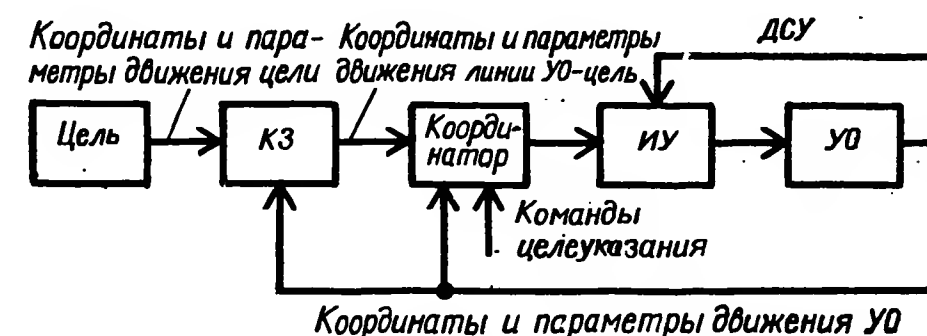 Координаты и пара-
метры движения цели
Координаты и параметры
движения линии УО-цель
ДСУ
Цель
КЗ
Коорди-
натор
ИУ
УО
Команды
целеуказания
Координаты и параметры движения УО